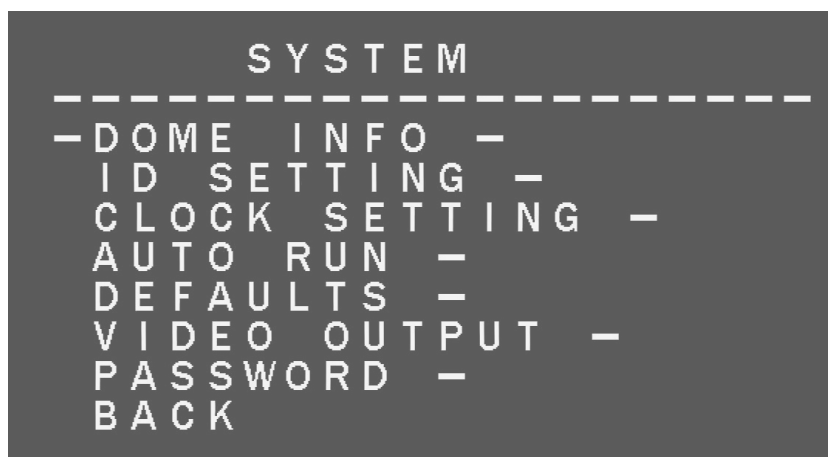 SYSTEM
--------------------
-DOME INFO -
ID SETTING -
CLOCK SETTING -
AUTO RUN -
DEFAULTS -
VIDEO OUTPUT -
PASSWORD -
BACK